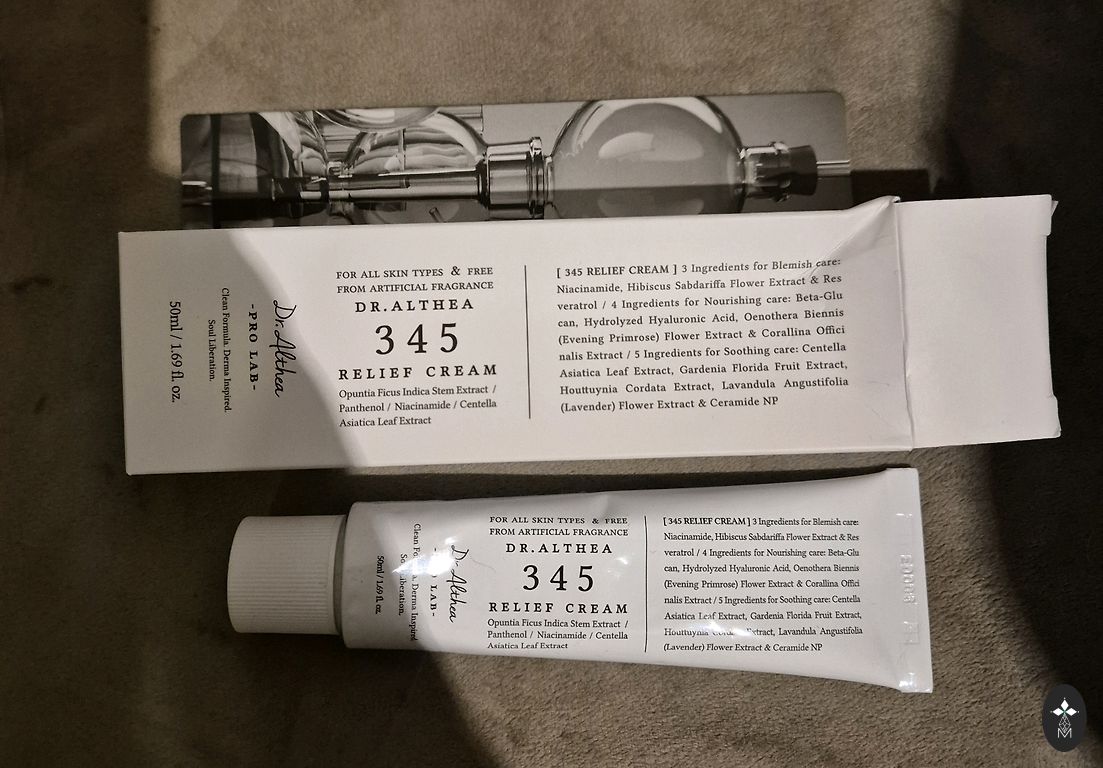 50ml / 1.69 fl. oz.
Clean Formula. Derma Inspired.
Soul Liberation.
-PRO LAB-
Dr. Althea
FOR ALL SKIN TYPES & FREE
FROM ARTIFICIAL FRAGRANCE
DR.ALTHEA
345
RELIEF CREAM
Opuntia Ficus Indica Stem Extract /
Panthenol / Niacinamide / Centella
Asiatica Leaf Extract
[ 345 RELIEF CREAM ] 3 Ingredients for Blemish care:
Niacinamide, Hibiscus Sabdariffa Flower Extract & Res
veratrol / 4 Ingredients for Nourishing care: Beta-Glu
can, Hydrolyzed Hyaluronic Acid, Oenothera Biennis
(Evening Primrose) Flower Extract & Corallina Offici
nalis Extract / 5 Ingredients for Soothing care: Centella
Asiatica Leaf Extract, Gardenia Florida Fruit Extract,
Houttuynia Cordata Extract, Lavandula Angustifolia
(Lavender) Flower Extract & Ceramide NP
50ml / 1.69 fl. oz.
Clean Derma Inspired
Liberation.
LAB-
Dr. Althea
FOR ALL SKIN TYPES & FREE
FROM ARTIFICIAL FRAGRANCE
DR.ALTHEA
345
RELIEF CREAM
Opuntia Ficus Indica Stem Extract /
Panthenol / Niacinamide / Centella
Asiatica Leaf Extract
[ 345 RELIEF CREAM ] 3 Ingredients for Blemish care:
Niacinamide, Hibiscus Sabdariffa Flower Extract & Res
veratrol / 4 Ingredients for Nourishing care: Beta-Glu
can, Hydrolyzed Hyaluronic Acid, Oenothera Biennis
(Evening Primrose) Flower Extract & Corallina Offici
nalis Extract / 5 Ingredients for Soothing care: Centella
Asiatica Leaf Extract, Gardenia Florida Fruit Extract,
Houttuynia Extract, Lavandula Angustifolia
(Lavender) Flower Extract & Ceramide NP
M